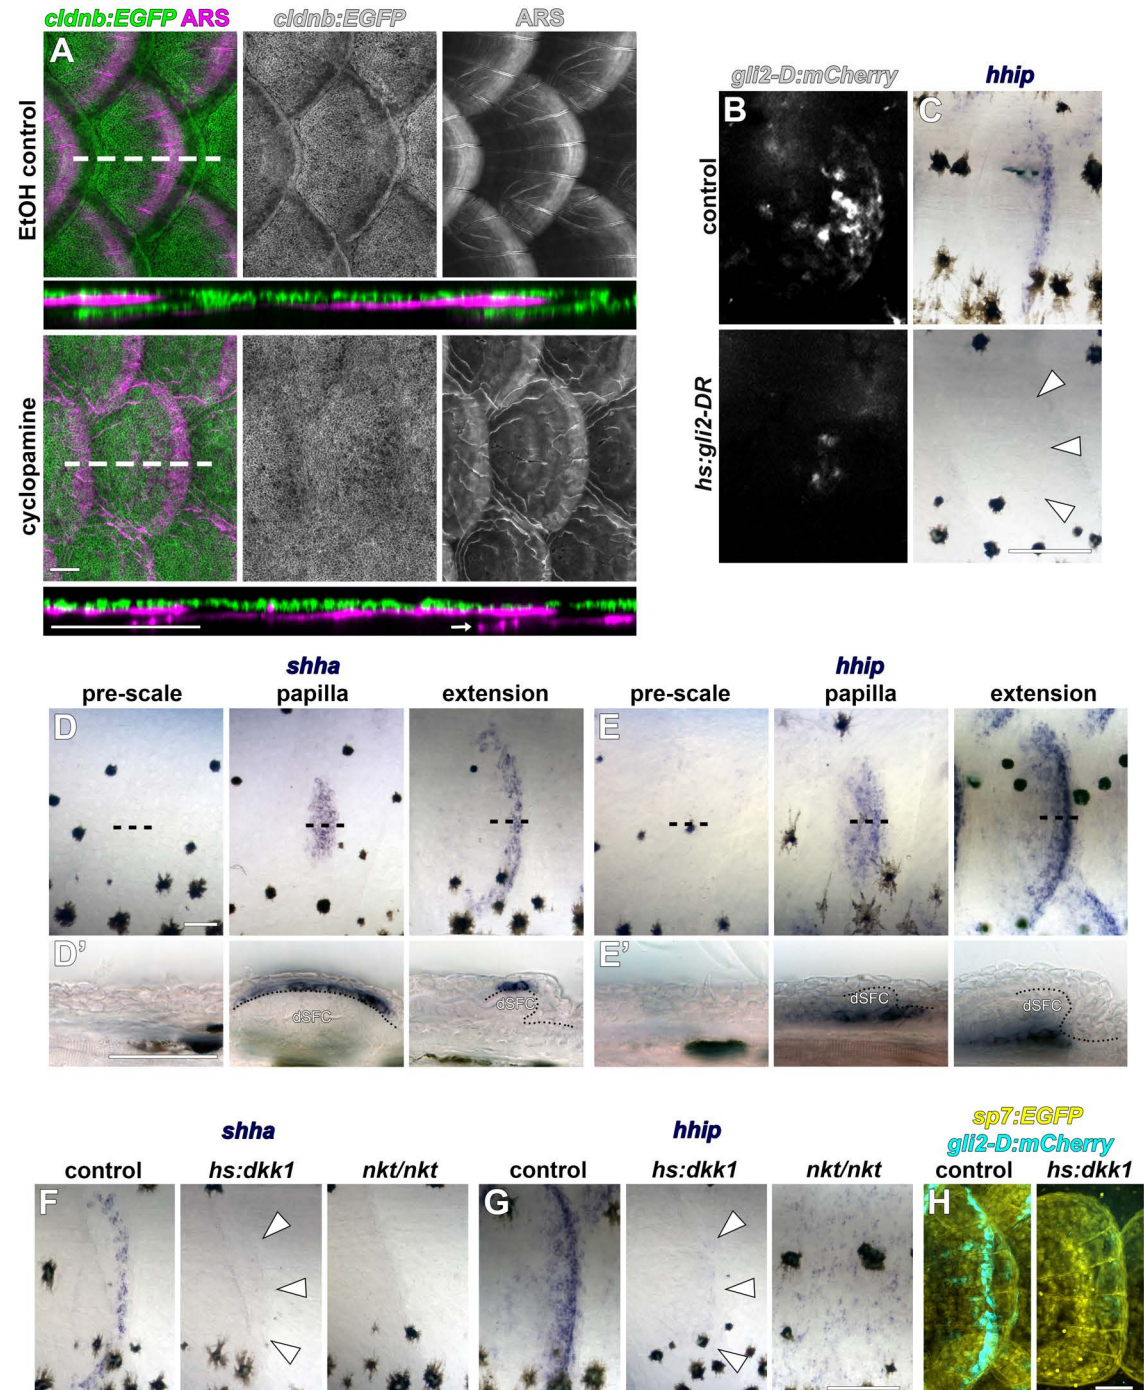 cldnb:EGFP ARS
cldnb:EGFP
ARS
A
EtOH control
cyclopamine
gli2-D:mCherry
hhip
B
C
control
hs:gli2-DR
shha
hhip
pre-scale
papilla
extension
pre-scale
papilla
extension
D
E
D’
dSFC
dSFC
E’
dSFC
dSFC
shha
hhip
sp7:EGFP
gli2-D:mCherry
control
hs:dkk1
nkt/nkt
control
hs:dkk1
nkt/nkt
control
hs:dkk1
F
G
H